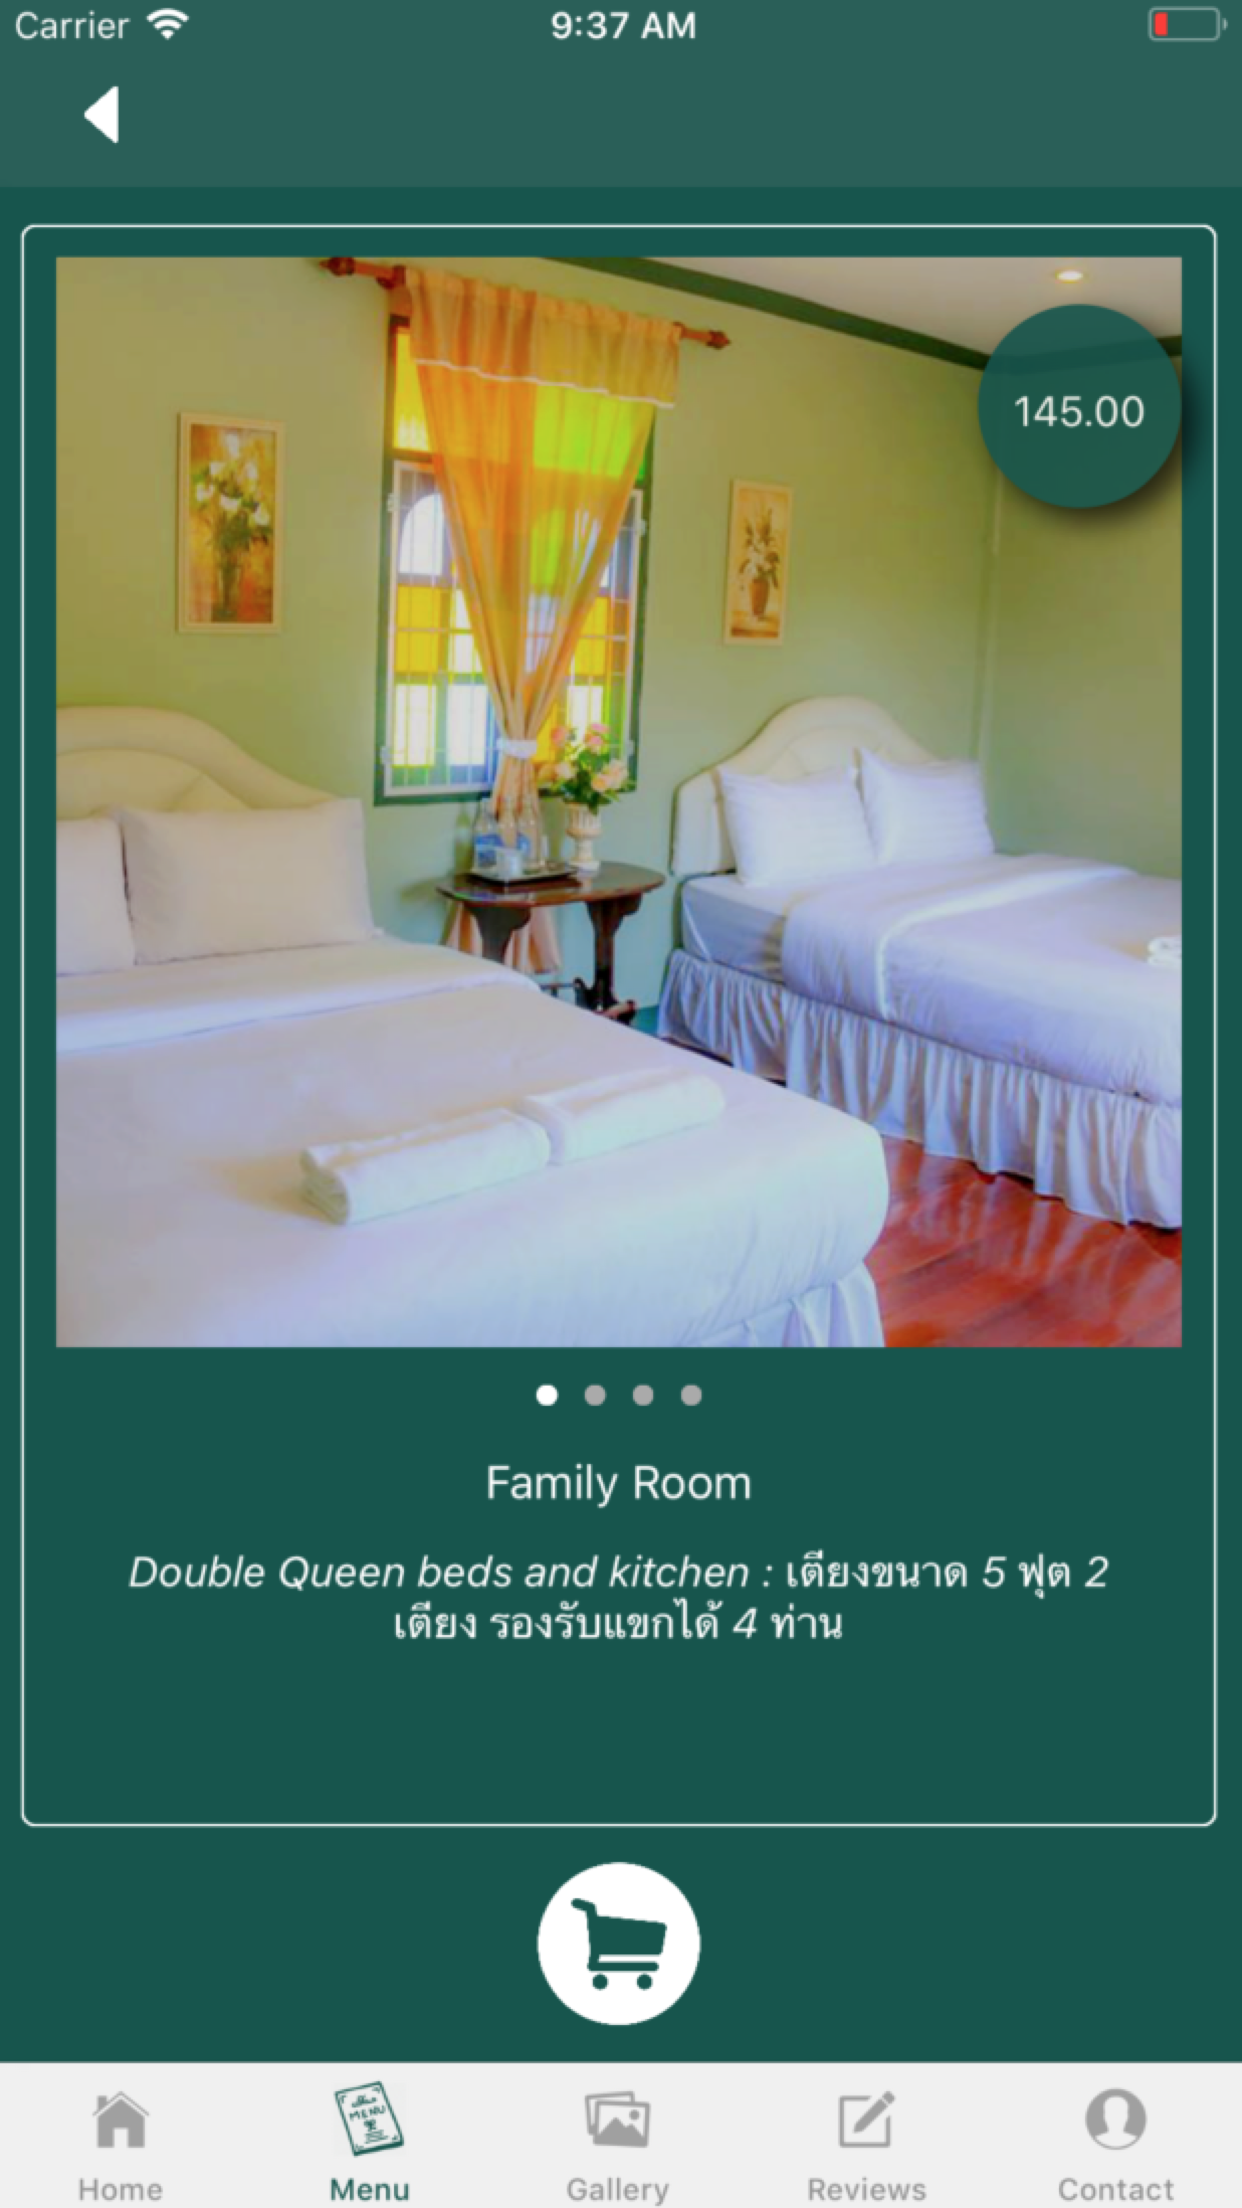 Carrier 9:37 AM
145.00
Family Room
Double Queen beds and kitchen : เตียงขนาด 5 ฟุต 2
เตียง รองรับแขกได้ 4 ท่าน
MENU
Home Menu Gallery Reviews Contact